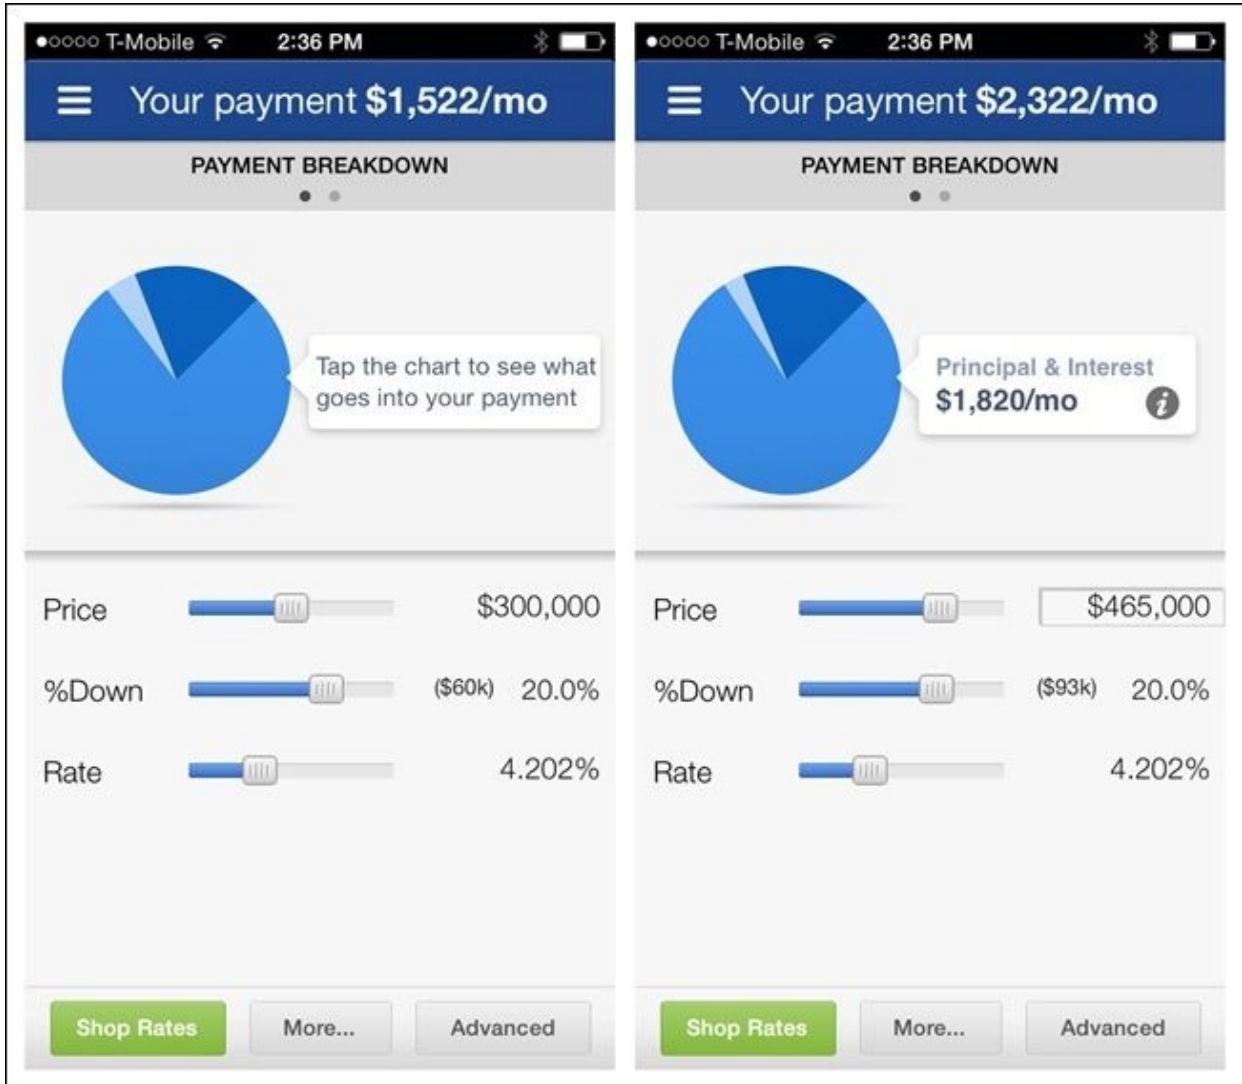 T-Mobile 2:36 PM
Your payment $1,522/mo
PAYMENT BREAKDOWN
Tap the chart to see what
goes into your payment
Price $300,000
%Down ($60k) 20.0%
Rate 4.202%
Shop Rates More... Advanced
T-Mobile 2:36 PM
Your payment $2,322/mo
PAYMENT BREAKDOWN
Principal & Interest
$1,820/mo i
Price $465,000
%Down ($93k) 20.0%
Rate 4.202%
Shop Rates More... Advanced